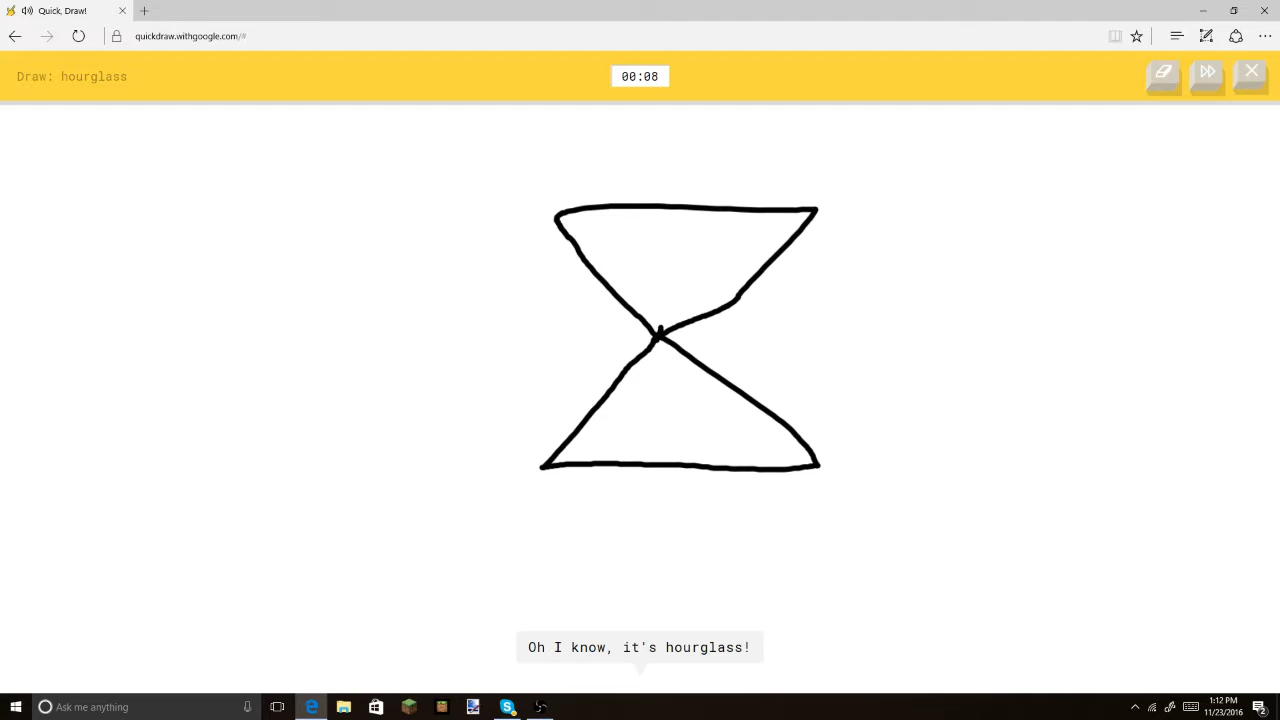 Quick, Draw!
quickdraw.withgoogle.com/#
Draw: hourglass
00:08
Oh I know, it's hourglass!
Ask me anything
1:12 PM
11/23/2016
2